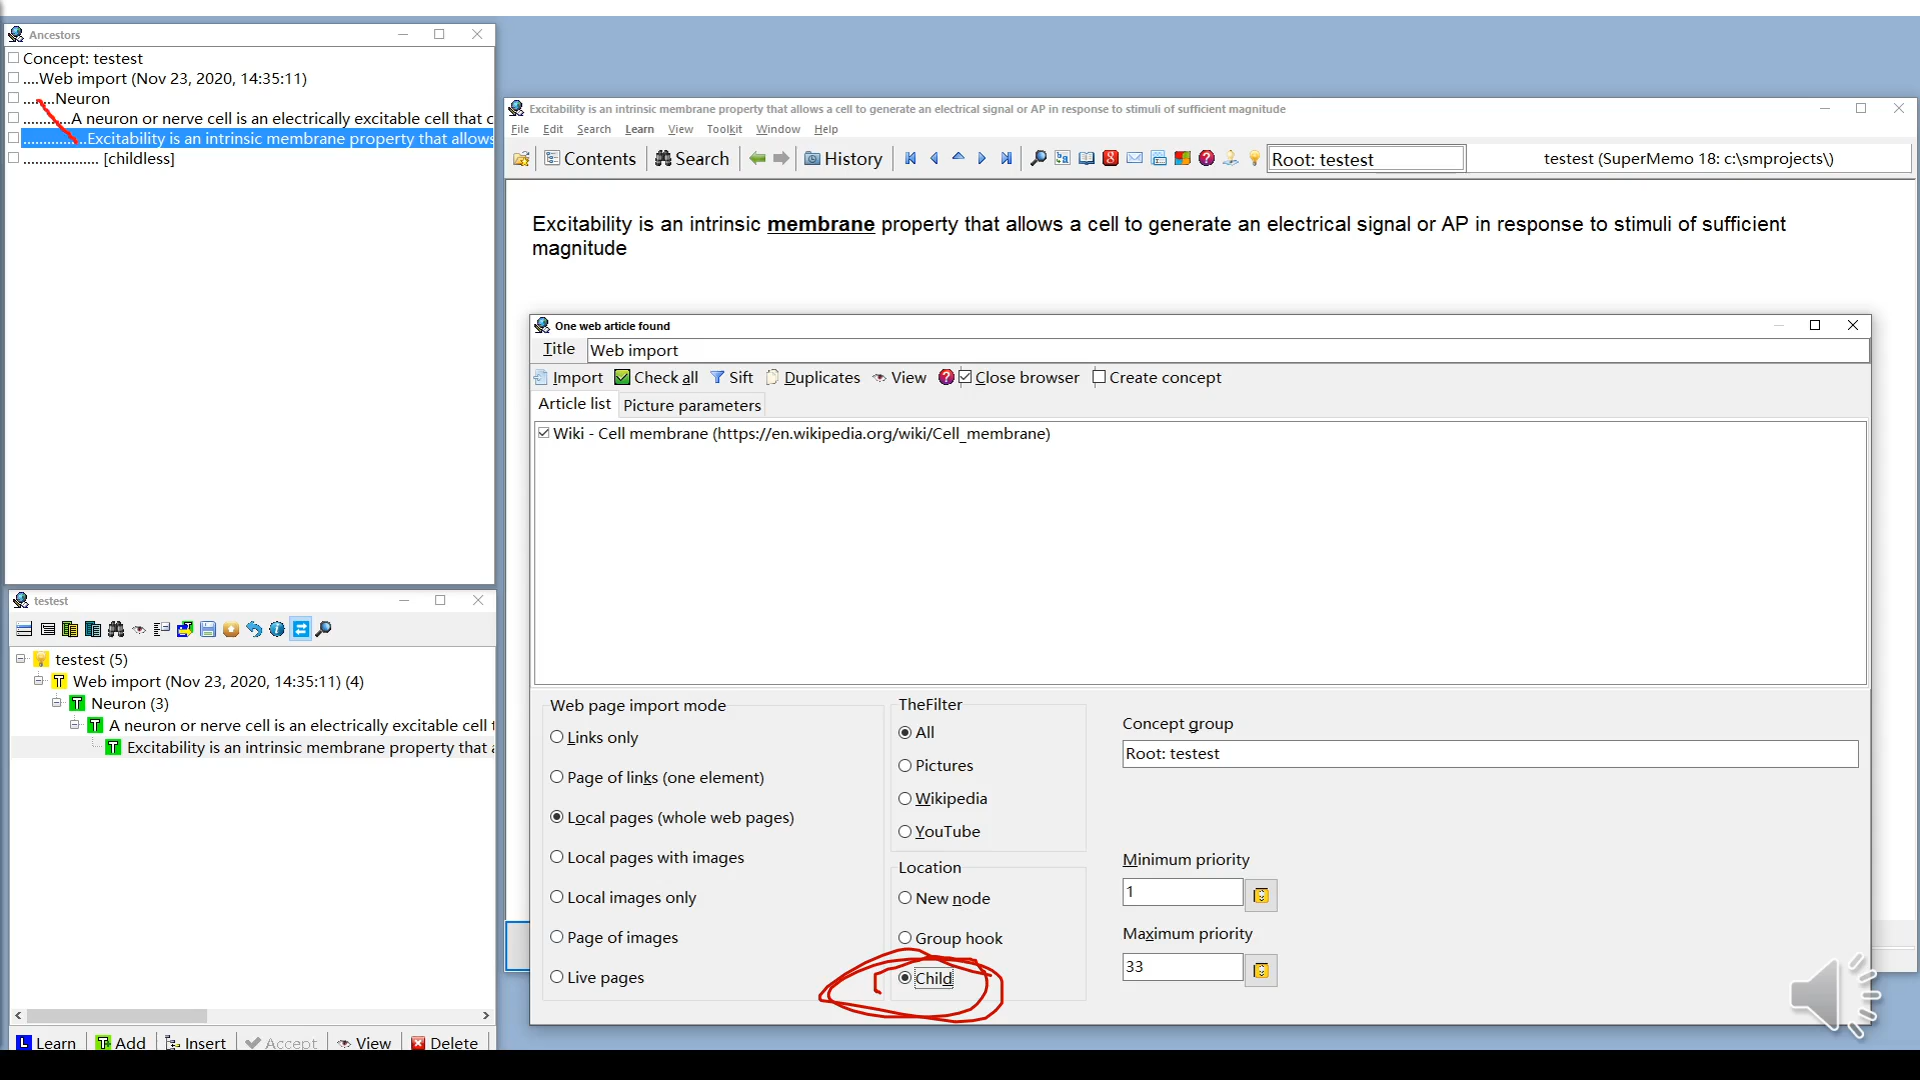 Ancestors
Concept: testest
....Web import (Nov 23, 2020, 14:35:11)
........Neuron
............A neuron or nerve cell is an electrically excitable cell that c
................Excitability is an intrinsic membrane property that allows
.................... [childless]
Excitability is an intrinsic membrane property that allows a cell to generate an electrical signal or AP in response to stimuli of sufficient magnitude
File Edit Search Learn View Toolkit Window Help
Contents Search History Root: testest testest (SuperMemo 18: c:\smprojects\)
Excitability is an intrinsic membrane property that allows a cell to generate an electrical signal or AP in response to stimuli of sufficient
magnitude
One web article found
Title Web import
Import Check all Sift Duplicates View Close browser Create concept
Article list Picture parameters
Wiki - Cell membrane (https://en.wikipedia.org/wiki/Cell_membrane)
testest
testest (5)
Web import (Nov 23, 2020, 14:35:11) (4)
Neuron (3)
A neuron or nerve cell is an electrically excitable cell t
Excitability is an intrinsic membrane property that a
Learn Add Insert Accept View Delete
Web page import mode
Links only
Page of links (one element)
Local pages (whole web pages)
Local pages with images
Local images only
Page of images
Live pages
TheFilter
All
Pictures
Wikipedia
YouTube
Location
New node
Group hook
Child
Concept group
Root: testest
Minimum priority
1
Maximum priority
33